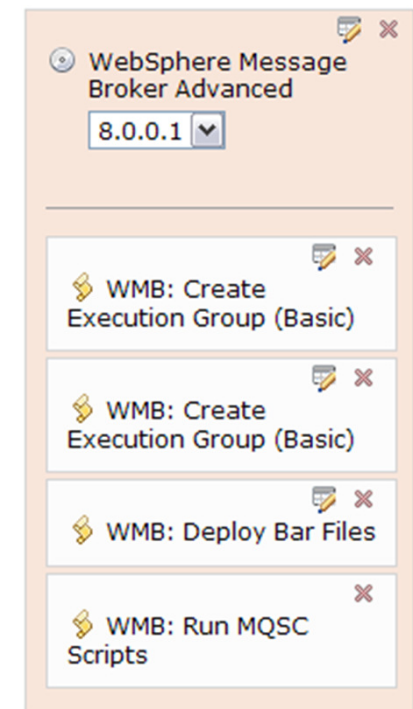 WebSphere Message
Broker Advanced
8.0.0.1
WMB: Create
Execution Group (Basic)
WMB: Create
Execution Group (Basic)
WMB: Deploy Bar Files
WMB: Run MQSC
Scripts